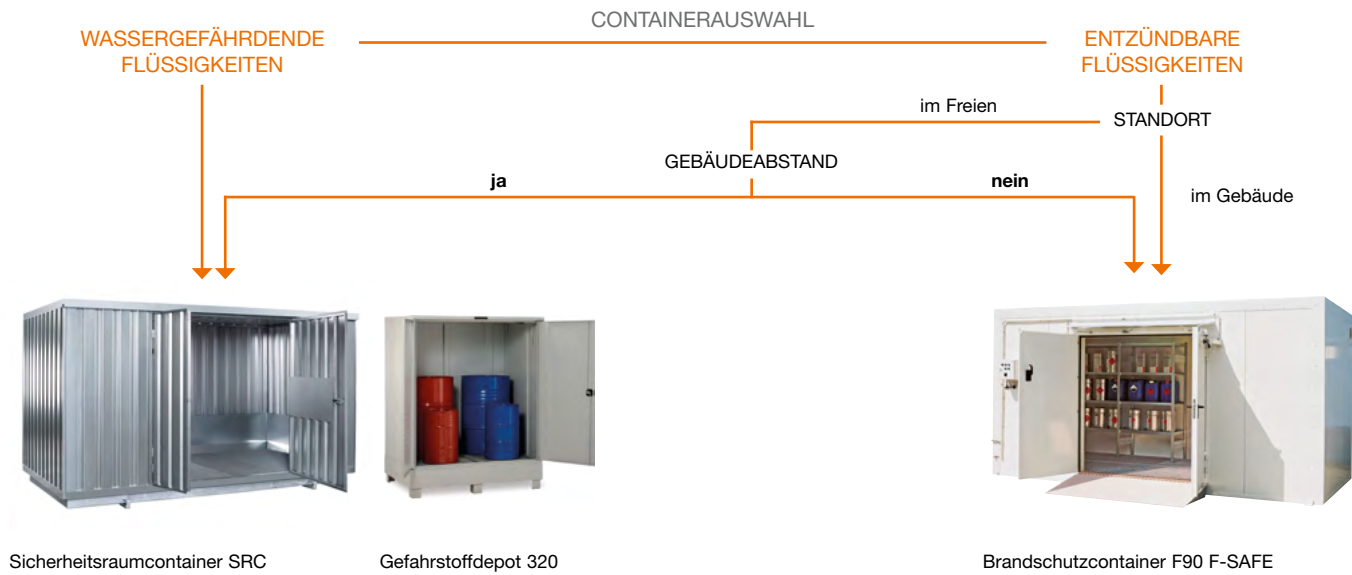 CONTAINERAUSWAHL
WASSERGEFÄHRDENDE
FLÜSSIGKEITEN
ENTZÜNDBARE
FLÜSSIGKEITEN
im Freien
STANDORT
GEBÄUDEABSTAND
ja
nein
im Gebäude
Sicherheitsraumcontainer SRC
Gefahrstoffdepot 320
Brandschutzcontainer F90 F-SAFE